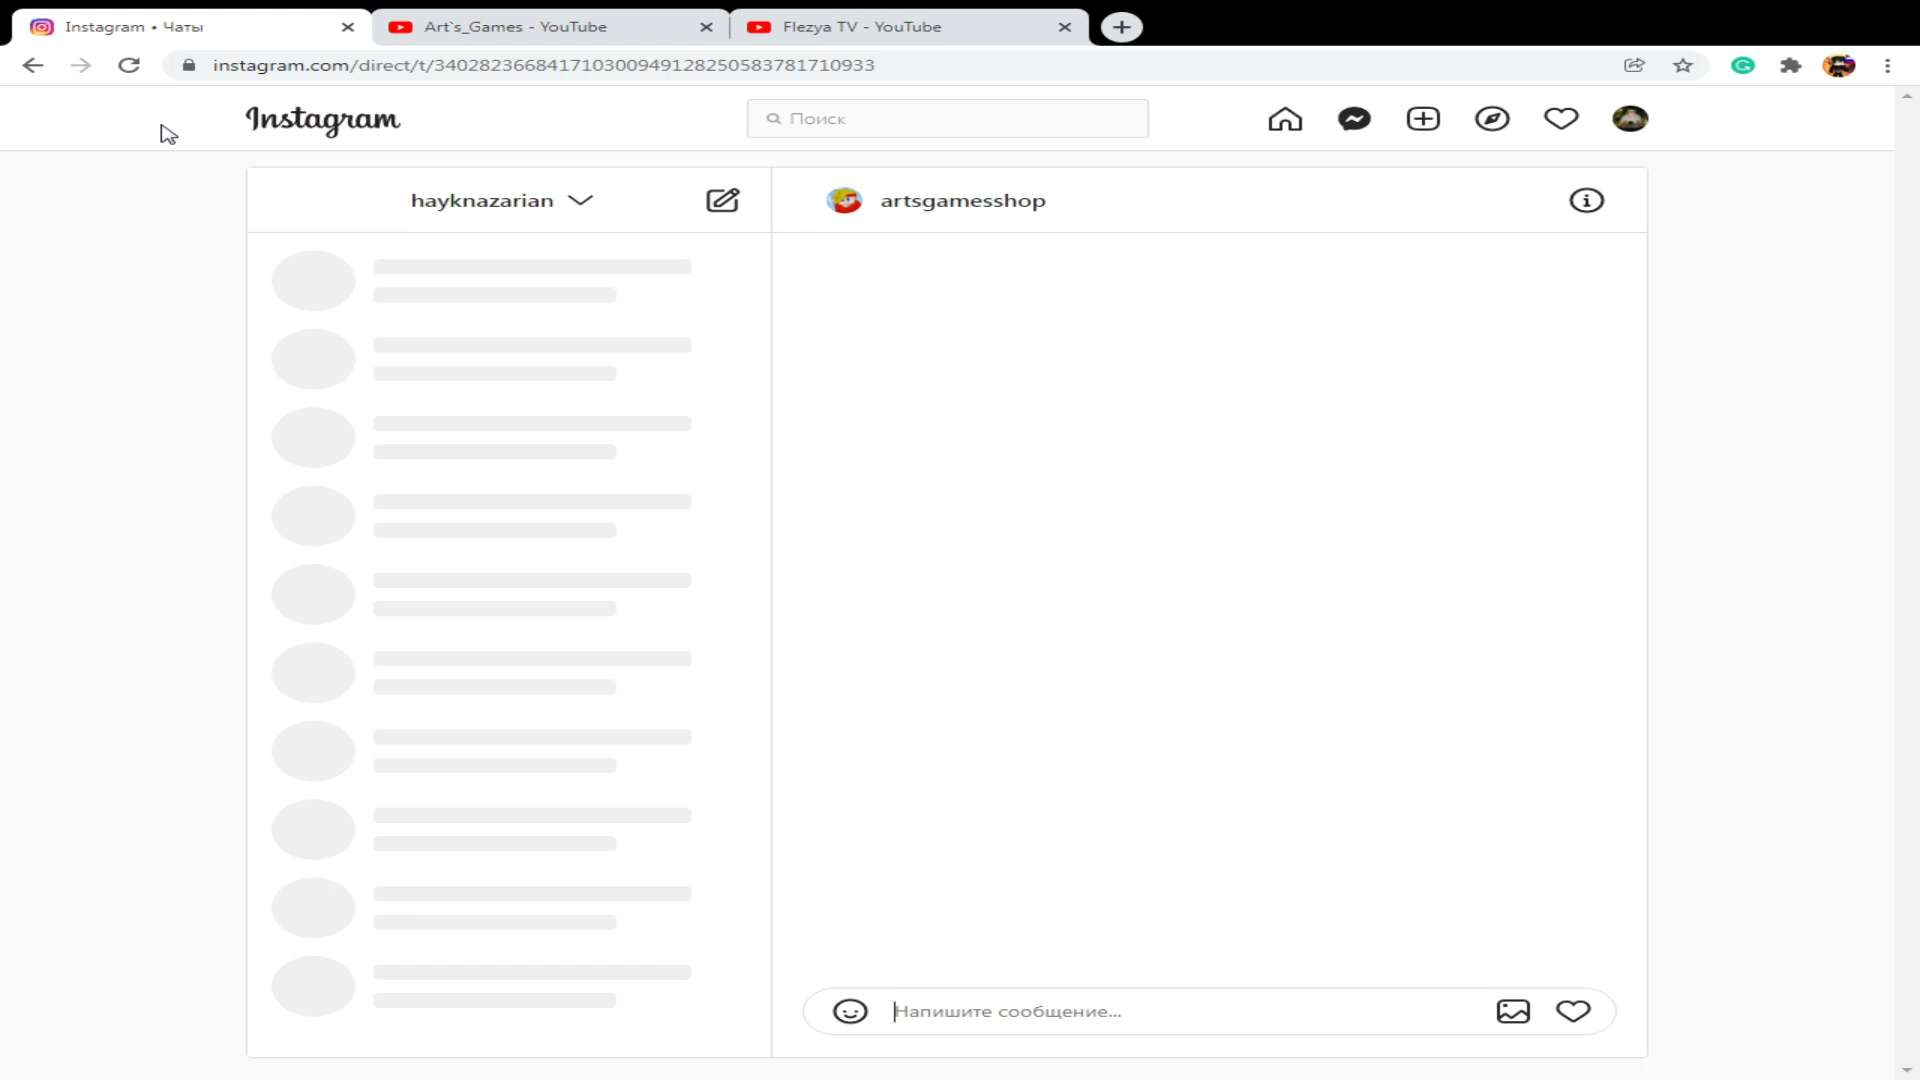 Instagram • Чаты
Art`s_Games - YouTube
Flezya TV - YouTube
instagram.com/direct/t/340282366841710300949128250583781710933
Instagram
Поиск
hayknazarian
artsgamesshop
Напишите сообщение...